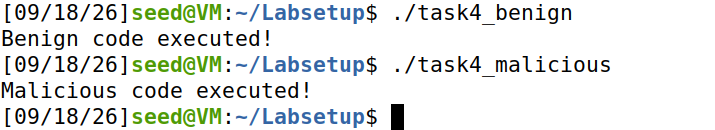 [09/18/26]seed@VM:~/Labsetup$ ./task4_benign
Benign code executed!
[09/18/26]seed@VM:~/Labsetup$ ./task4_malicious
Malicious code executed!
[09/18/26]seed@VM:~/Labsetup$